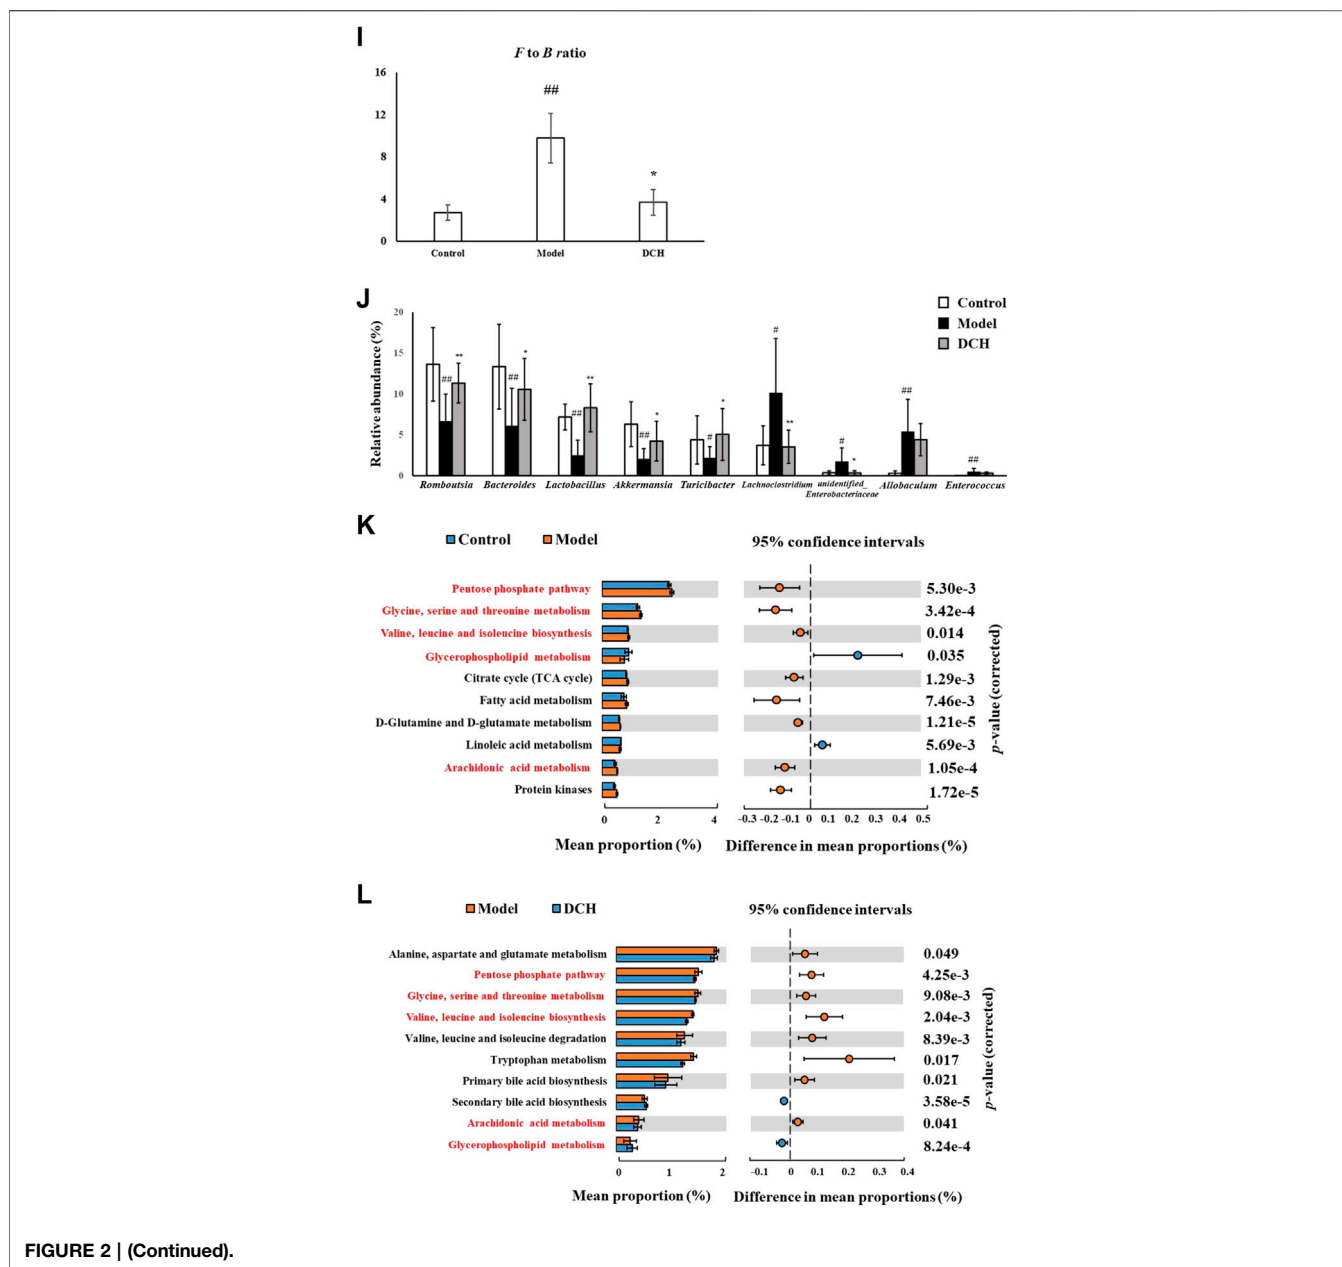 I
F to B ratio
16
12
8
4
0
##
*
Control Model DCH
J
Control
Model
DCH
Relative abundance (%)
20
15
10
5
0
## ** ## * ## ** ## * # * # ** # * ## ##
Romboutsia Bacteroides Lactobacillus Akkermansia Turicibacter Lachnoclostridium unidentified_ Allobaculum Enterococcus
Enterobacteriaceae
K
Control Model 95% confidence intervals
Pentose phosphate pathway 5.30e-3
Glycine, serine and threonine metabolism 3.42e-4
Valine, leucine and isoleucine biosynthesis 0.014
Glycerophospholipid metabolism 0.035
Citrate cycle (TCA cycle) 1.29e-3
Fatty acid metabolism 7.46e-3
D-Glutamine and D-glutamate metabolism 1.21e-5
Linoleic acid metabolism 5.69e-3
Arachidonic acid metabolism 1.05e-4
Protein kinases 1.72e-5
p-value (corrected)
0 2 4 -0.3 -0.2 -0.1 0 0.1 0.2 0.3 0.5
Mean proportion (%) Difference in mean proportions (%)
L
Model DCH 95% confidence intervals
Alanine, aspartate and glutamate metabolism 0.049
Pentose phosphate pathway 4.25e-3
Glycine, serine and threonine metabolism 9.08e-3
Valine, leucine and isoleucine biosynthesis 2.04e-3
Valine, leucine and isoleucine degradation 8.39e-3
Tryptophan metabolism 0.017
Primary bile acid biosynthesis 0.021
Secondary bile acid biosynthesis 3.58e-5
Arachidonic acid metabolism 0.041
Glycerophospholipid metabolism 8.24e-4
p-value (corrected)
0 1 2 -0.1 0 0.1 0.2 0.3 0.4
Mean proportion (%) Difference in mean proportions (%)
FIGURE 2 | (Continued).